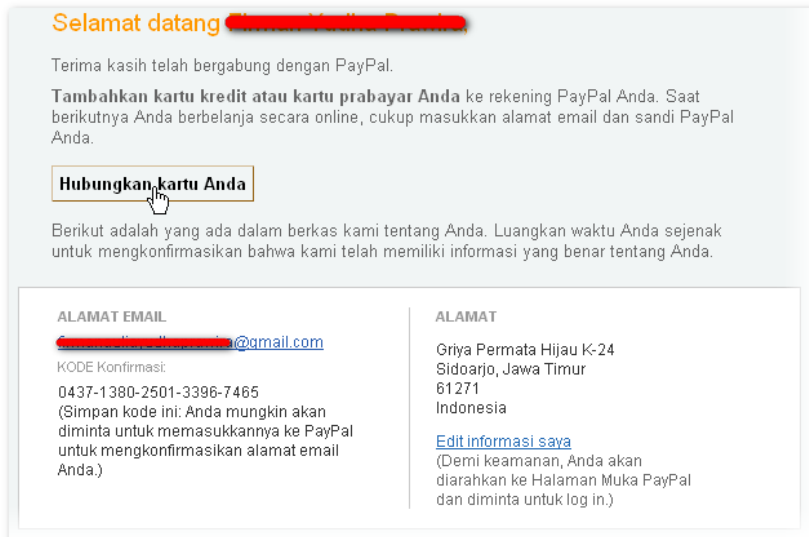 Selamat datang
Terima kasih telah bergabung dengan PayPal.
Tambahkan kartu kredit atau kartu prabayar Anda ke rekening PayPal Anda. Saat
berikutnya Anda berbelanja secara online, cukup masukkan alamat email dan sandi PayPal
Anda.
Hubungkan kartu Anda
Berikut adalah yang ada dalam berkas kami tentang Anda. Luangkan waktu Anda sejenak
untuk mengkonfirmasikan bahwa kami telah memiliki informasi yang benar tentang Anda.
ALAMAT EMAIL
@gmail.com
KODE Konfirmasi:
0437-1380-2501-3396-7465
(Simpan kode ini: Anda mungkin akan
diminta untuk memasukkannya ke PayPal
untuk mengkonfirmasikan alamat email
Anda.)
ALAMAT
Griya Permata Hijau K-24
Sidoarjo, Jawa Timur
61271
Indonesia
Edit informasi saya
(Demi keamanan, Anda akan
diarahkan ke Halaman Muka PayPal
dan diminta untuk log in.)